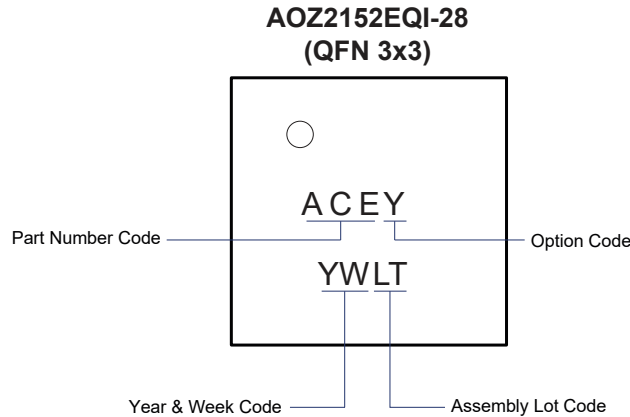 AOZ2152EQI-28
(QFN 3x3)
ACEY
Part Number Code
Option Code
YWLT
Year & Week Code
Assembly Lot Code